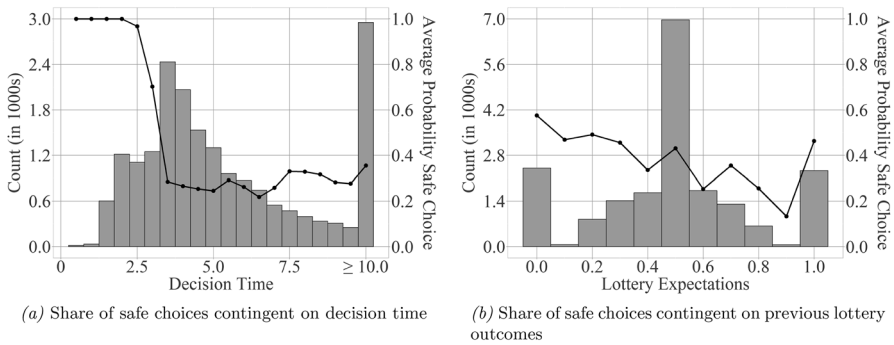 3.0
2.4
1.8
1.2
0.6
0.0
Count (in 1000s)
1.0
0.8
0.6
0.4
0.2
0.0
Average Probability Safe Choice
0 2.5 5.0 7.5 ≥ 10.0
Decision Time
(a) Share of safe choices contingent on decision time
7.0
5.6
4.2
2.8
1.4
0.0
Count (in 1000s)
1.0
0.8
0.6
0.4
0.2
0.0
Average Probability Safe Choice
0.0 0.2 0.4 0.6 0.8 1.0
Lottery Expectations
(b) Share of safe choices contingent on previous lottery
outcomes